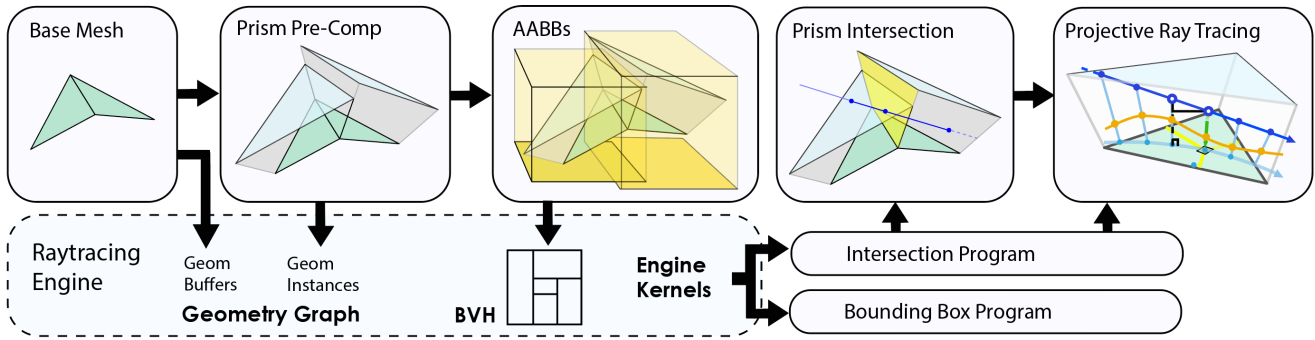 Base Mesh
Prism Pre-Comp
AABBs
Prism Intersection
Projective Ray Tracing
Raytracing
Engine
Geom
Buffers
Geom
Instances
Geometry Graph
BVH
Engine
Kernels
Intersection Program
Bounding Box Program